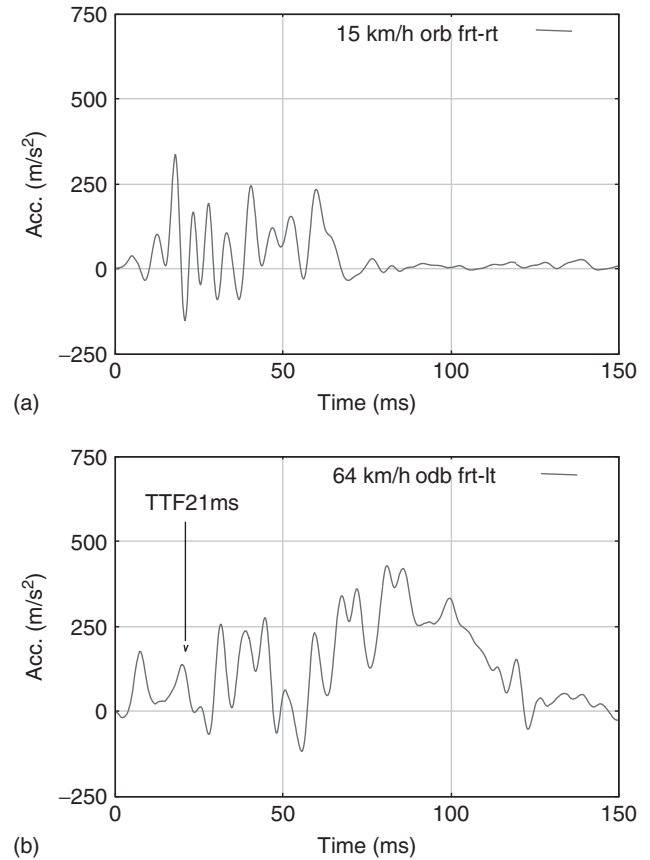 750
15 km/h orb frt-rt
500
250
0
−250
Acc. (m/s²)
0
50
100
150
Time (ms)
(a)
750
64 km/h odb frt-lt
TTF21ms
500
250
0
−250
Acc. (m/s²)
0
50
100
150
Time (ms)
(b)